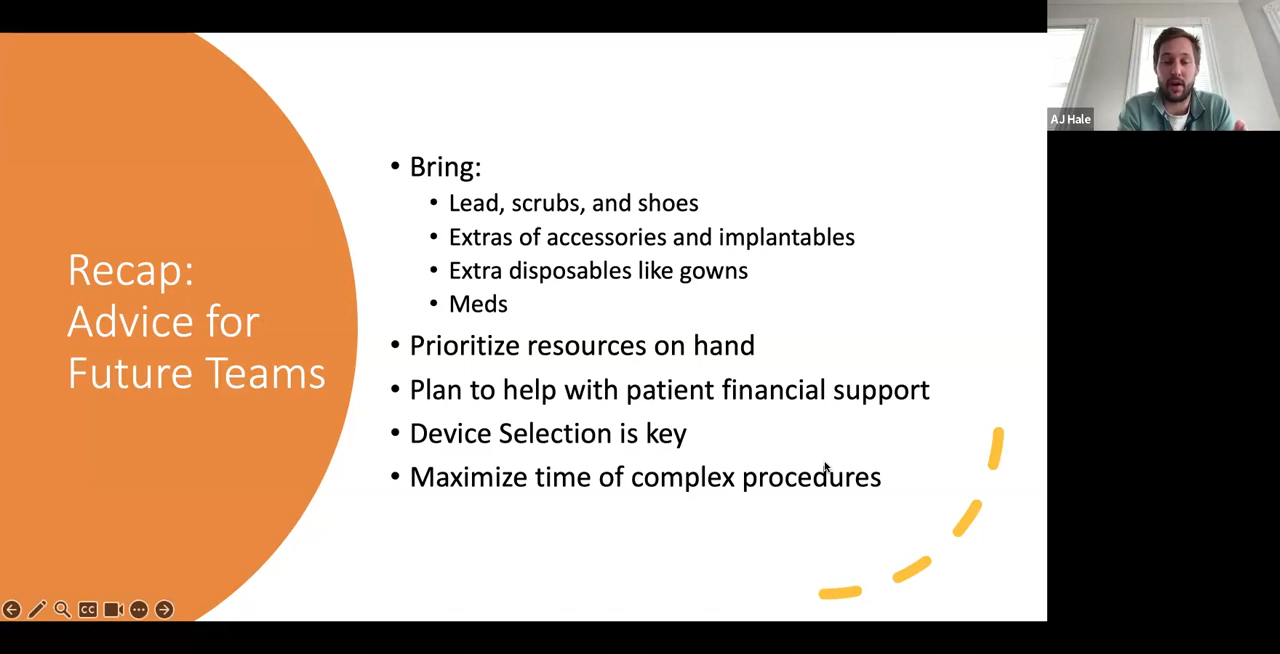 AJ Hale
Recap:
Advice for
Future Teams
• Bring:
• Lead, scrubs, and shoes
• Extras of accessories and implantables
• Extra disposables like gowns
• Meds
• Prioritize resources on hand
• Plan to help with patient financial support
• Device Selection is key
• Maximize time of complex procedures
CC